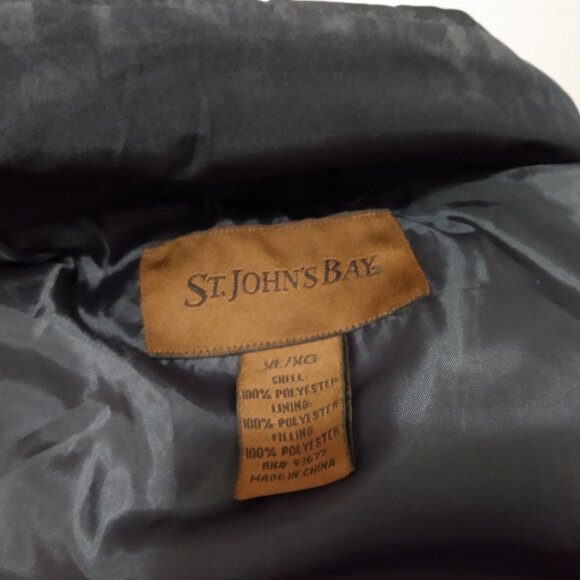 ST. JOHN'S BAY®
XL/XG
SHELL:
100% POLYESTER
LINING:
100% POLYESTER
FILLING:
100% POLYESTER
RN# 93677
MADE IN CHINA